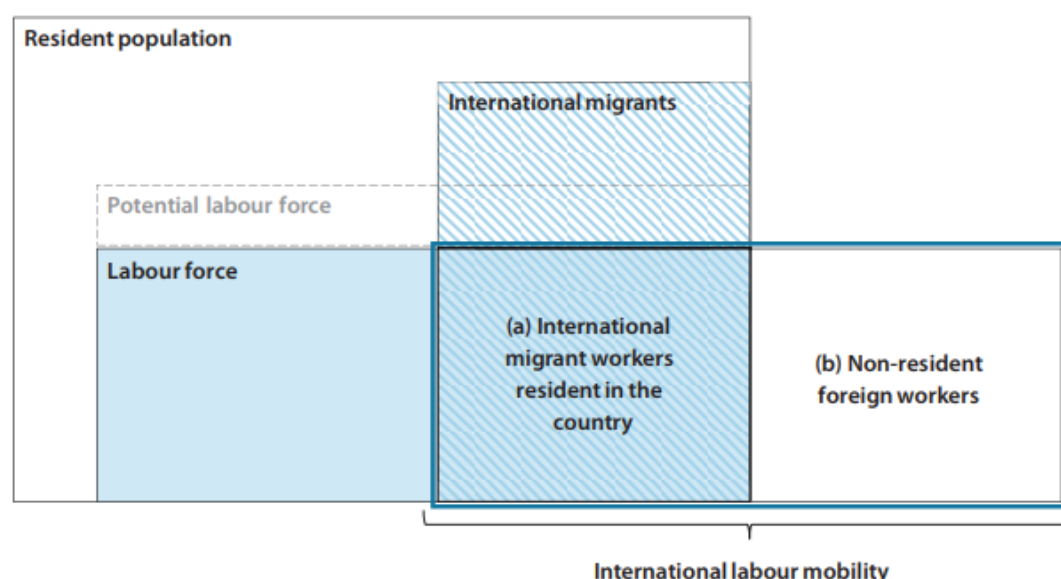 Resident population
International migrants
Potential labour force
Labour force
(a) International
migrant workers
resident in the
country
(b) Non-resident
foreign workers
International labour mobility